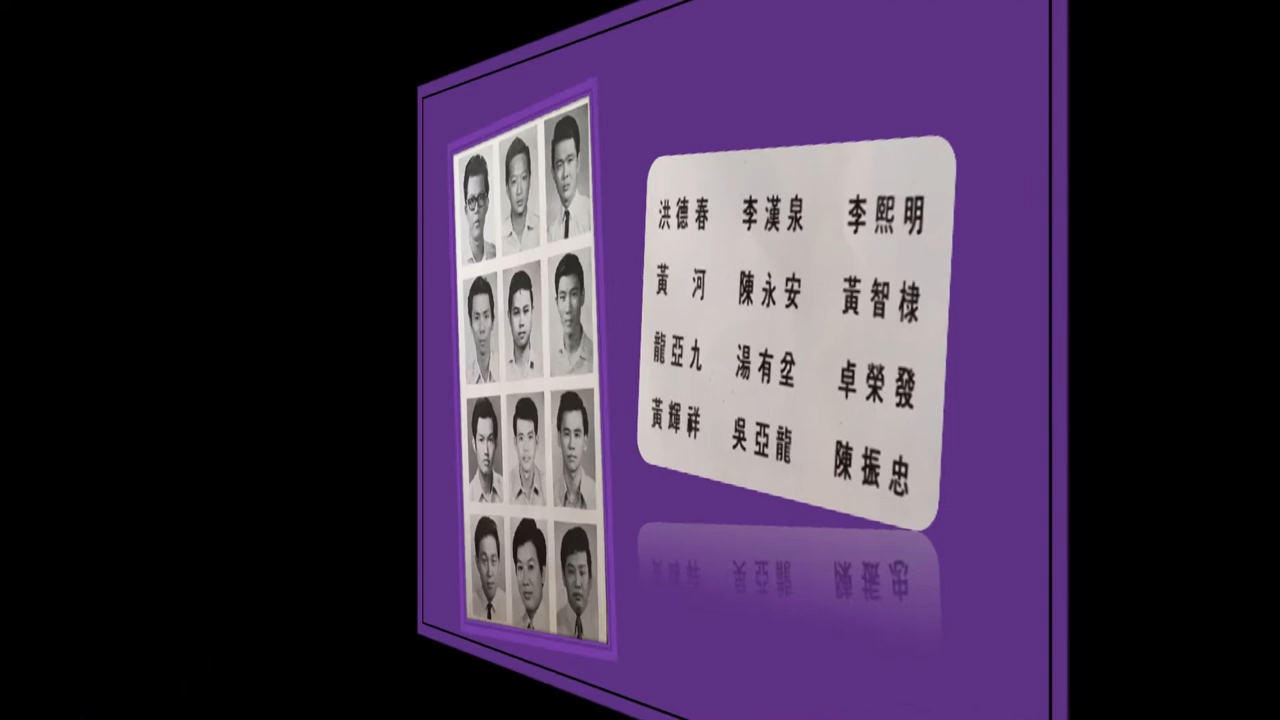 洪德春 李漢泉 李熙明
黃河 陳永安 黃智棣
龍亞九 湯有坌 卓榮發
黃輝祥 吳亞龍 陳振忠